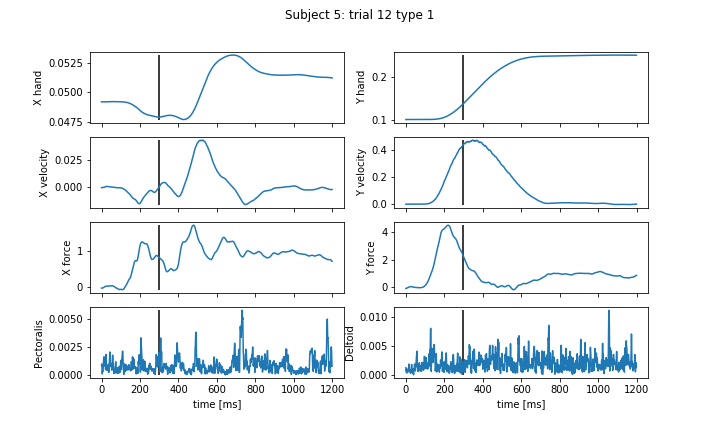 Subject 5: trial 12 type 1
X hand
0.0525
0.0500
0.0475
Y hand
0.2
0.1
X velocity
0.025
0.000
Y velocity
0.4
0.2
0.0
X force
1
0
Y force
4
2
0
Pectoralis
0.0050
0.0025
0.0000
0 200 400 600 800 1000 1200
time [ms]
Deltoid
0.010
0.005
0.000
0 200 400 600 800 1000 1200
time [ms]